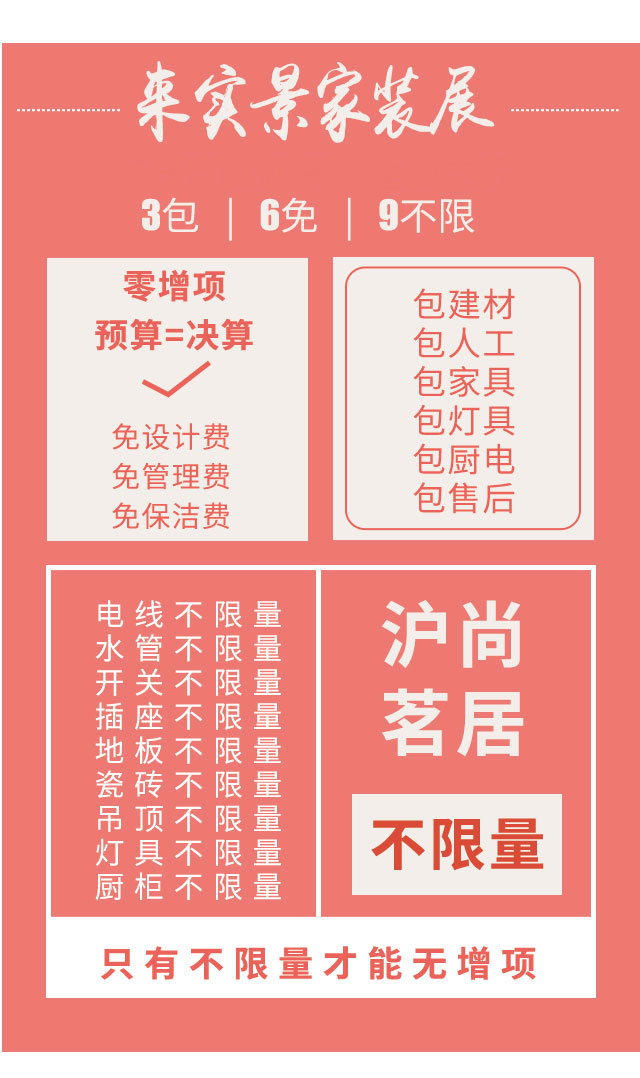 来实景家装展
3包 | 6免 | 9不限
零增项
预算=决算
免设计费
免管理费
免保洁费
包建材
包人工
包家具
包灯具
包厨电
包售后
电线不限量
水管不限量
开关不限量
插座不限量
地板不限量
瓷砖不限量
吊顶不限量
灯具不限量
厨柜不限量
沪尚
茗居
不限量
只有不限量才能无增项